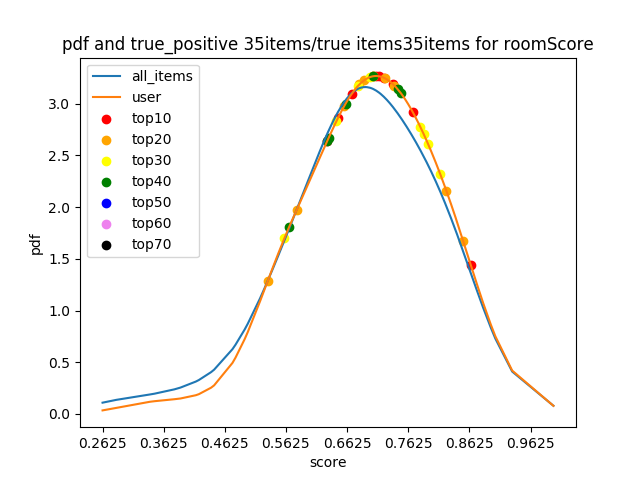 pdf and true_positive 35items/true items35items for roomScore
all_items
user
top10
top20
top30
top40
top50
top60
top70
3.0
2.5
2.0
1.5
1.0
0.5
0.0
pdf
0.2625 0.3625 0.4625 0.5625 0.6625 0.7625 0.8625 0.9625
score